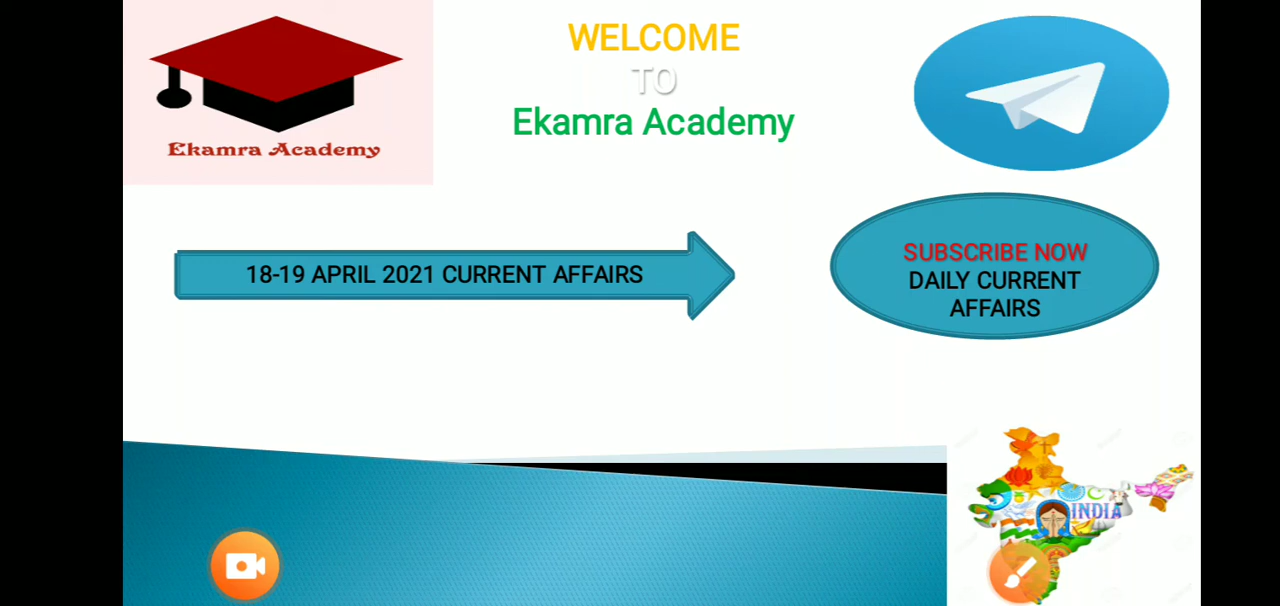 WELCOME
TO
Ekamra Academy
Ekamra Academy
18-19 APRIL 2021 CURRENT AFFAIRS
SUBSCRIBE NOW
DAILY CURRENT
AFFAIRS
INDIA